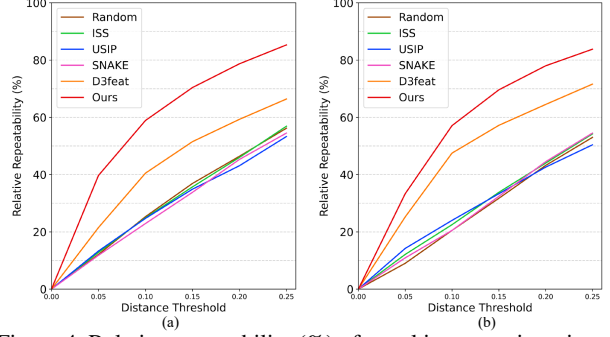 100
80
60
40
20
0
Relative Repeatability (%)
Random
ISS
USIP
SNAKE
D3feat
Ours
0.00 0.05 0.10 0.15 0.20 0.25
Distance Threshold
(a)
100
80
60
40
20
0
Relative Repeatability (%)
Random
ISS
USIP
SNAKE
D3feat
Ours
0.00 0.05 0.10 0.15 0.20 0.25
Distance Threshold
(b)